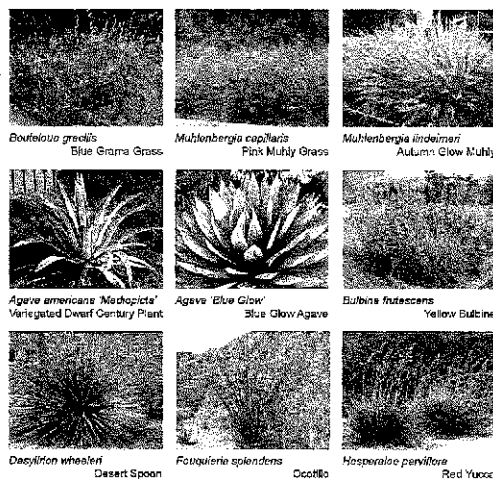 Bouteloua gracilis
Blue Grama Grass
Muhlenbergia capillaris
Pink Muhly Grass
Muhlenbergia lindeimeri
Autumn Glow Muhly
Agave americana 'Mediopicta'
Variegated Dwarf Century Plant
Agave 'Blue Glow'
Blue Glow Agave
Bulbine frutescens
Yellow Bulbine
Dasylirion wheeleri
Desert Spoon
Fouquieria splendens
Ocotillo
Hesperaloe parviflora
Red Yucca